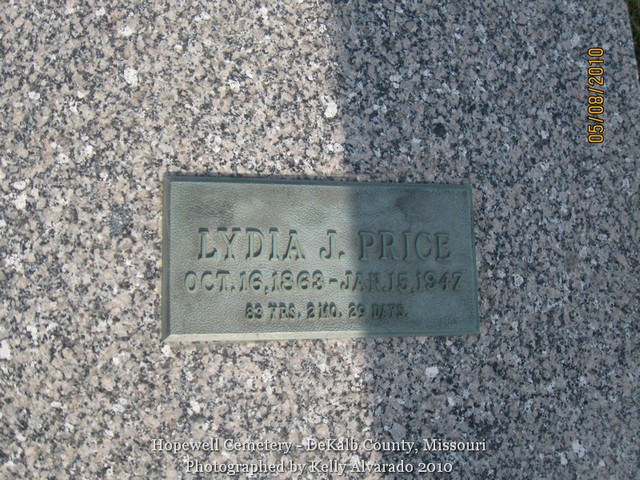 05/08/2010
LYDIA J. PRICE
OCT. 16, 1863 - JAN. 15, 1947
83 YRS. 2 MO. 29 DAYS.
Hopewell Cemetery - DeKalb County, Missouri
Photographed by Kelly Alvarado 2010